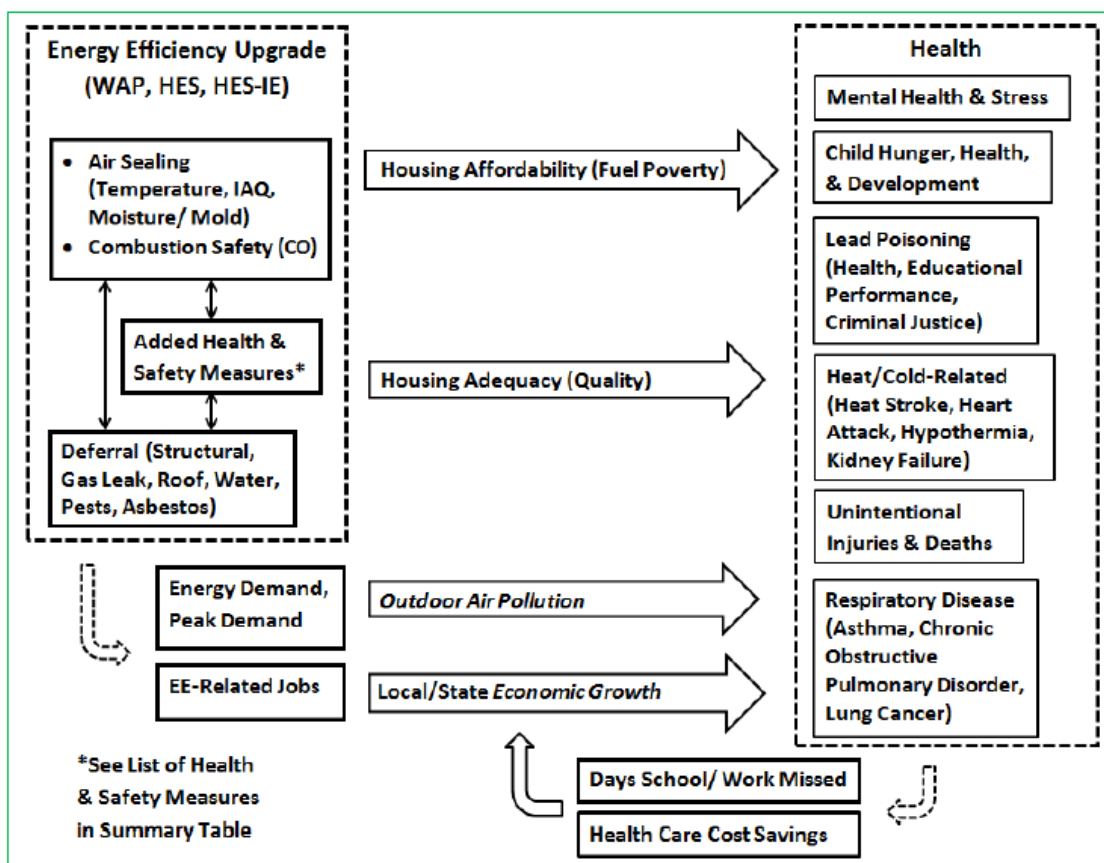 Energy Efficiency Upgrade
(WAP, HES, HES-IE)
• Air Sealing
(Temperature, IAQ,
Moisture/ Mold)
• Combustion Safety (CO)
Added Health &
Safety Measures*
Deferral (Structural,
Gas Leak, Roof, Water,
Pests, Asbestos)
Energy Demand,
Peak Demand
EE-Related Jobs
*See List of Health
& Safety Measures
in Summary Table
Housing Affordability (Fuel Poverty)
Housing Adequacy (Quality)
Outdoor Air Pollution
Local/State Economic Growth
Days School/ Work Missed
Health Care Cost Savings
Health
Mental Health & Stress
Child Hunger, Health,
& Development
Lead Poisoning
(Health, Educational
Performance,
Criminal Justice)
Heat/Cold-Related
(Heat Stroke, Heart
Attack, Hypothermia,
Kidney Failure)
Unintentional
Injuries & Deaths
Respiratory Disease
(Asthma, Chronic
Obstructive
Pulmonary Disorder,
Lung Cancer)